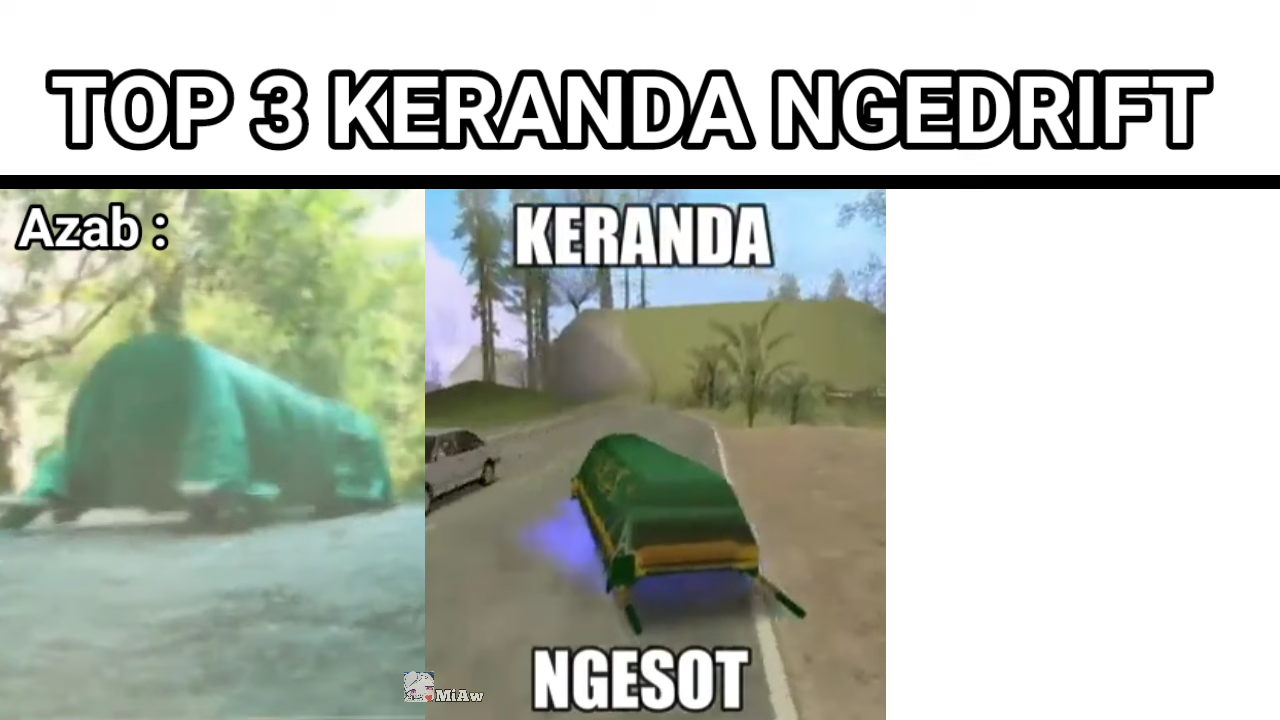 TOP 3 KERANDA NGEDRIFT
Azab :
KERANDA
NGESOT
MiAw